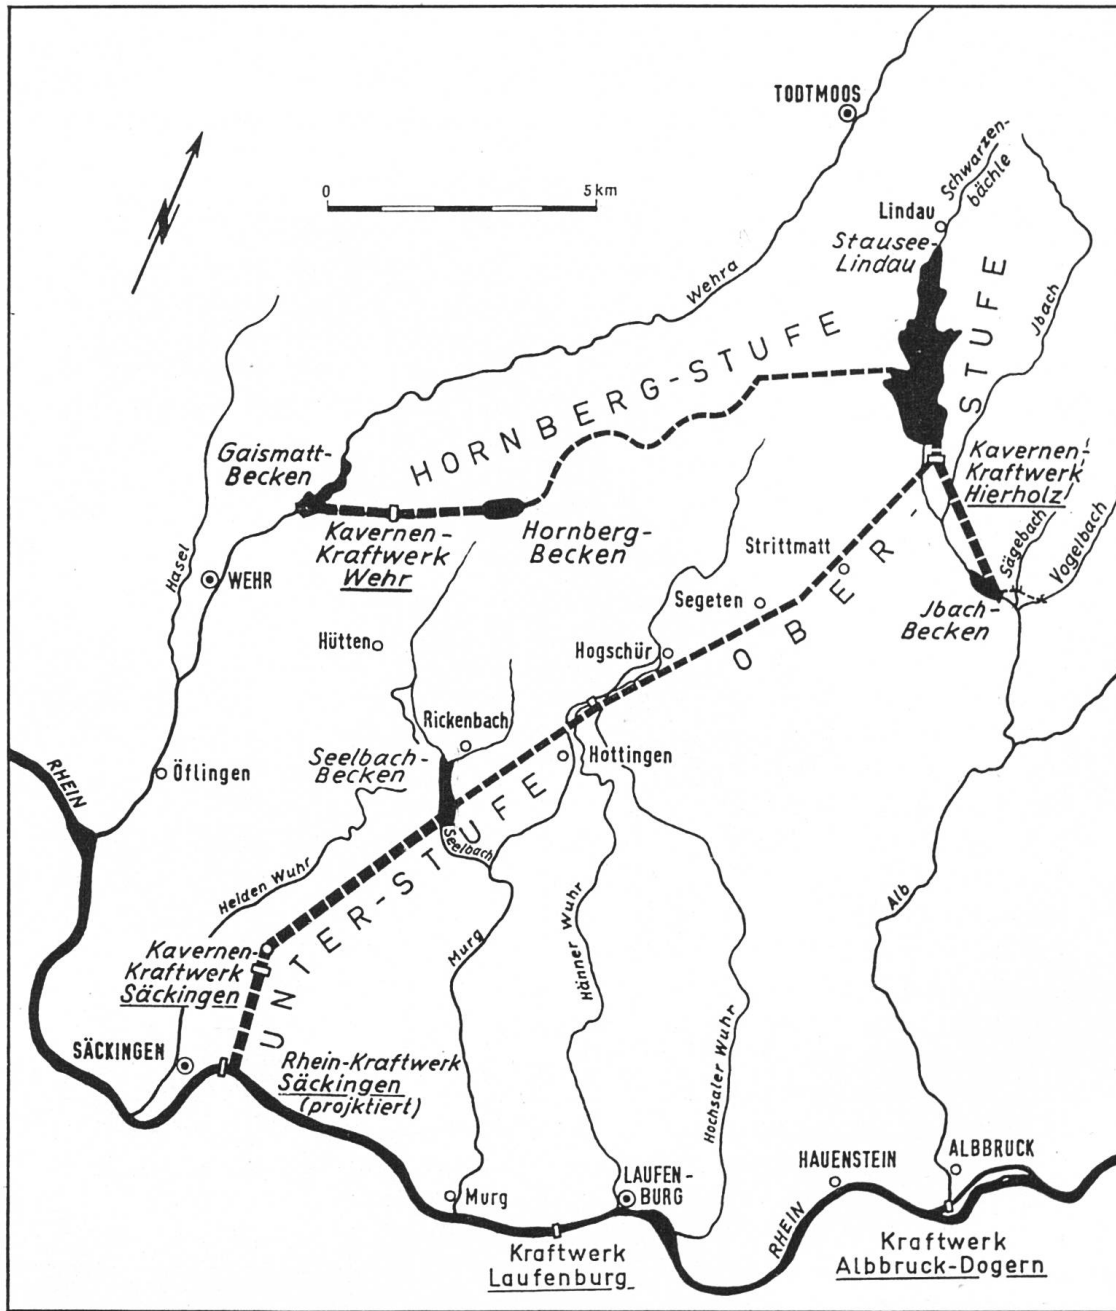 TODTMOOS
Schwarzen-
bächle
0
5 km
Lindau
Stausee-
Lindau
Wehra
Jbach
HORNBERG-STUFE
STUFE
Gaismatt-
Becken
Kavernen-
Kraftwerk
Hierholz
Kavernen-
Kraftwerk
Wehr
Hornberg-
Becken
Hasel
WEHR
Strittmatt
Sägebach
Vogelbach
Segeten
Jbach-
Becken
Hütten
Hogschür
OBER-
Rickenbach
Seelbach-
Becken
Hottingen
RHEIN
Öflingen
Seelbach
Heiden Wuhr
UNTER-STUFE
Alb
Kavernen-
Kraftwerk
Säckingen
Murg
Hänner Wuhr
SÄCKINGEN
Rhein-Kraftwerk
Säckingen
(projktiert)
Hochsaler Wuhr
Murg
LAUFEN-
BURG
HAUENSTEIN
ALBBRUCK
RHEIN
Kraftwerk
Laufenburg
Kraftwerk
Albbruck-Dogern